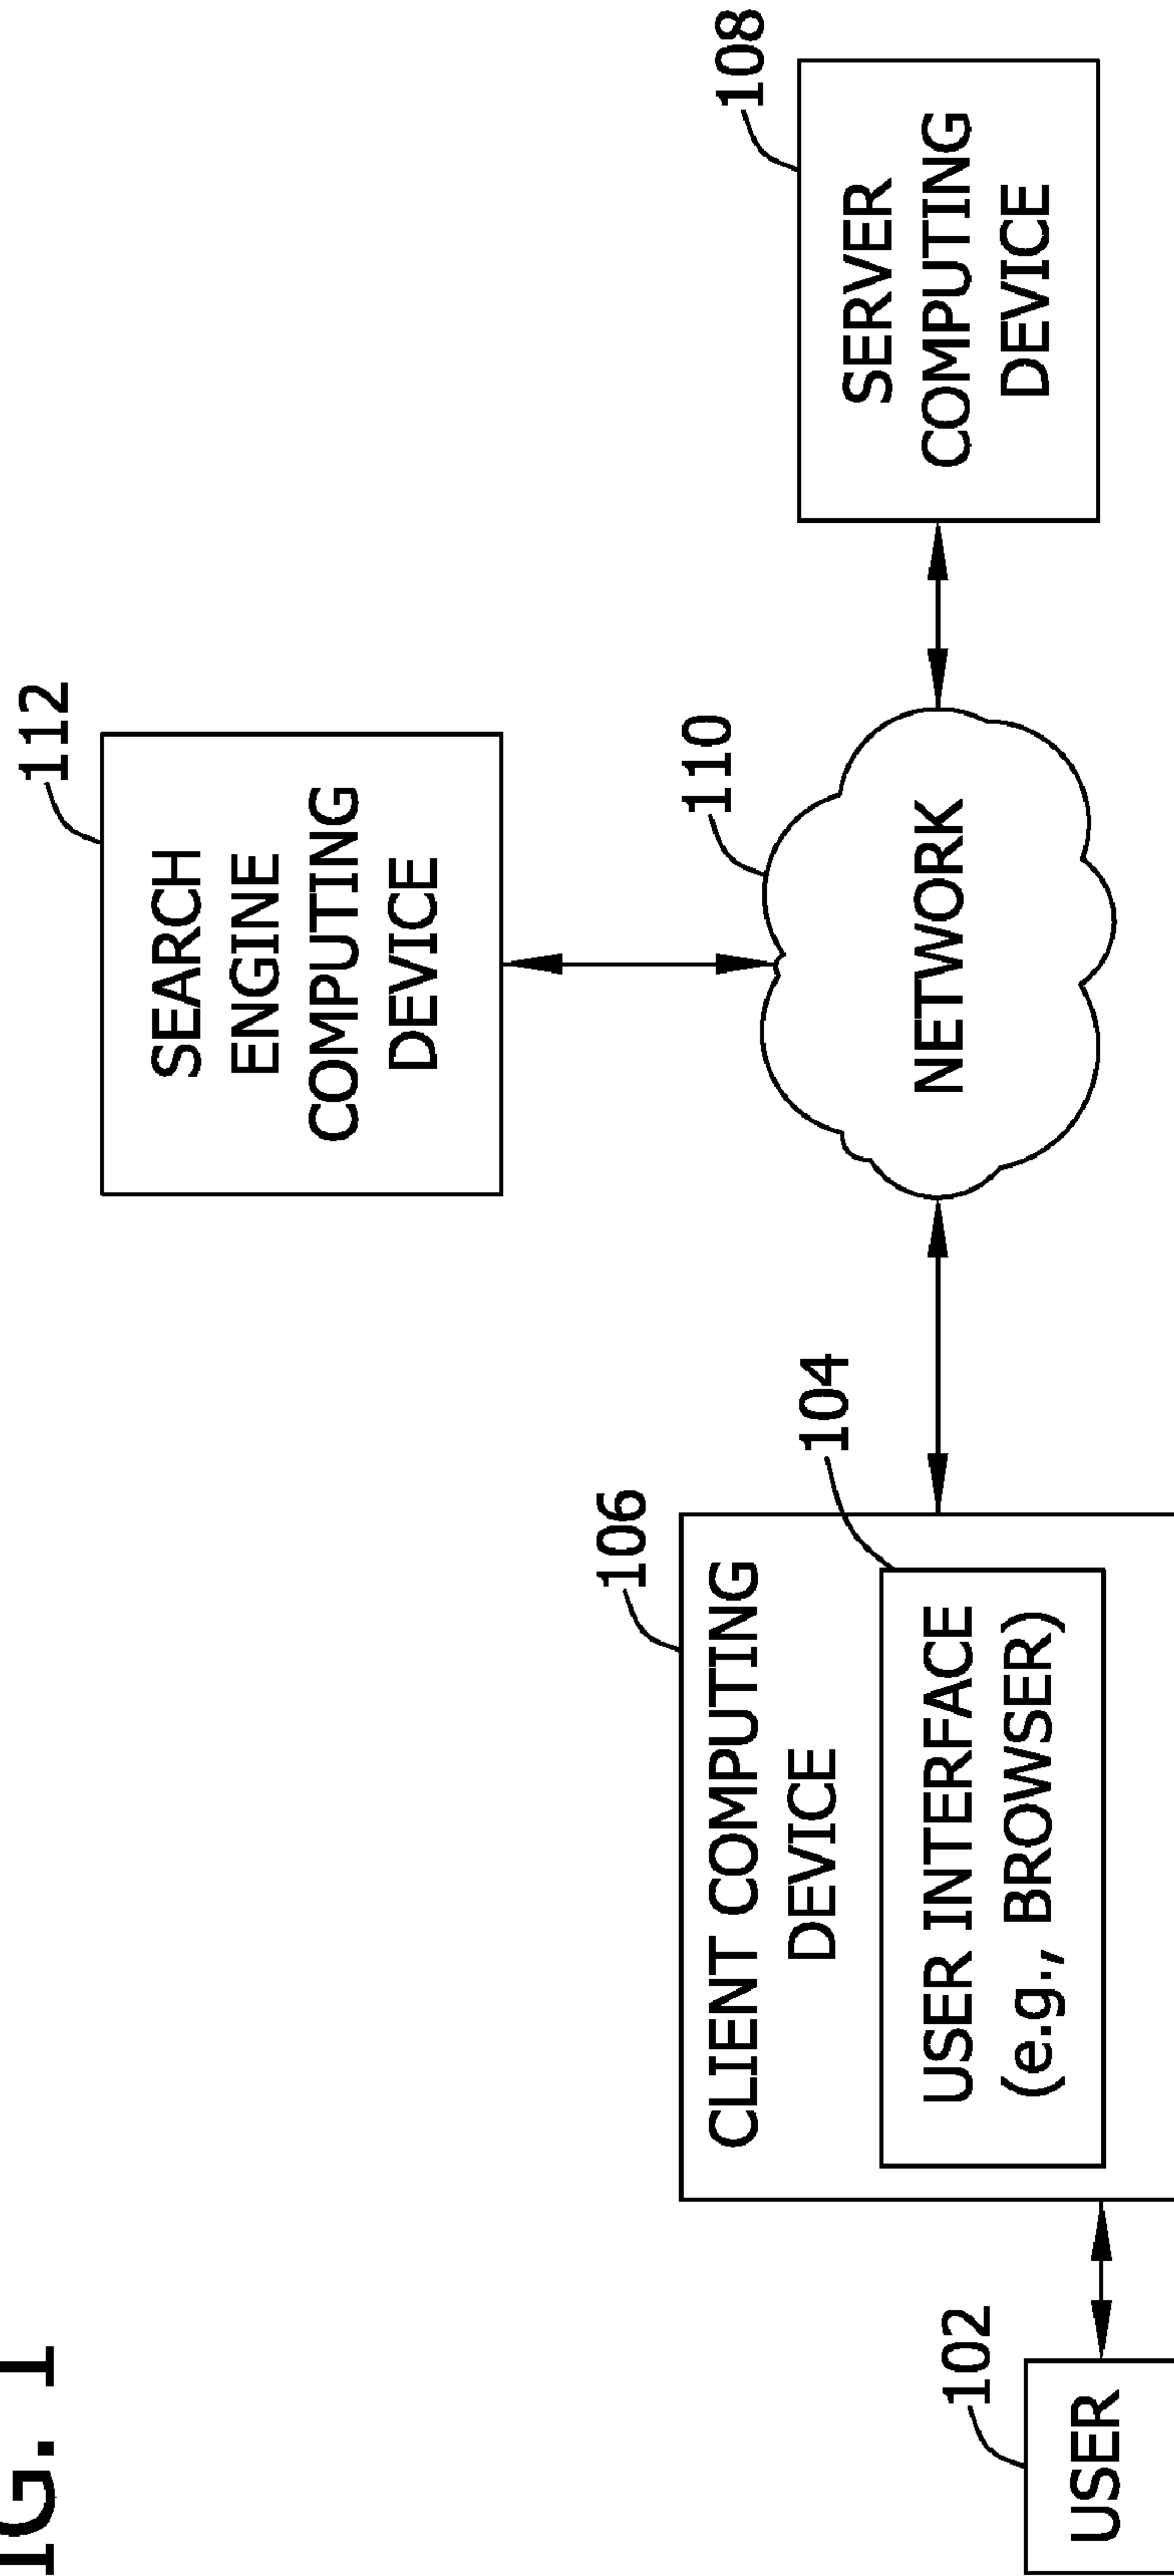 IG. 1
112
SEARCH
ENGINE
COMPUTING
DEVICE
108
SERVER
COMPUTING
DEVICE
110
NETWORK
106
CLIENT COMPUTING
DEVICE
104
USER INTERFACE
(e.g., BROWSER)
102
USER